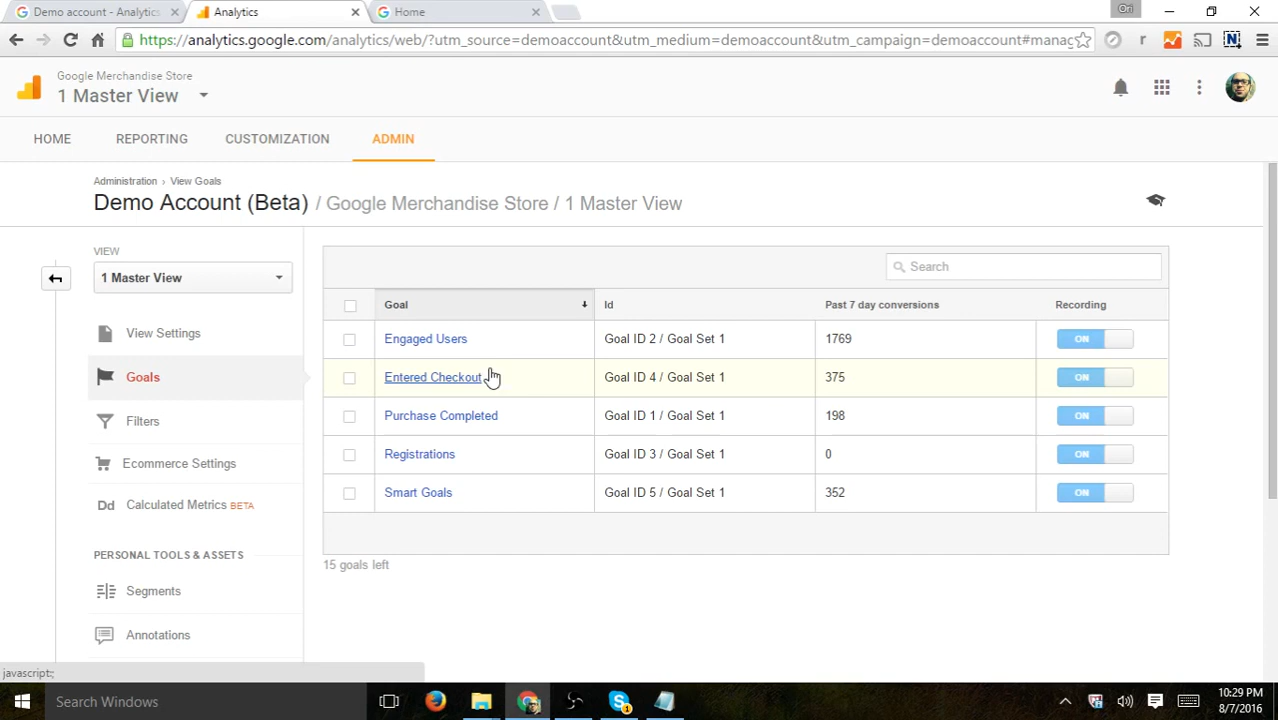 Demo account - Analytics
Analytics
Home
Ori
https://analytics.google.com/analytics/web/?utm_source=demoaccount&utm_medium=demoaccount&utm_campaign=demoaccount#manag
Google Merchandise Store
1 Master View
HOME
REPORTING
CUSTOMIZATION
ADMIN
Administration › View Goals
Demo Account (Beta) / Google Merchandise Store / 1 Master View
VIEW
1 Master View
View Settings
Goals
Filters
Ecommerce Settings
Dd Calculated Metrics BETA
PERSONAL TOOLS & ASSETS
Segments
Annotations
Search
Goal Id Past 7 day conversions Recording
Engaged Users Goal ID 2 / Goal Set 1 1769 ON
Entered Checkout Goal ID 4 / Goal Set 1 375 ON
Purchase Completed Goal ID 1 / Goal Set 1 198 ON
Registrations Goal ID 3 / Goal Set 1 0 ON
Smart Goals Goal ID 5 / Goal Set 1 352 ON
15 goals left
javascript:;
Search Windows
10:29 PM
8/7/2016